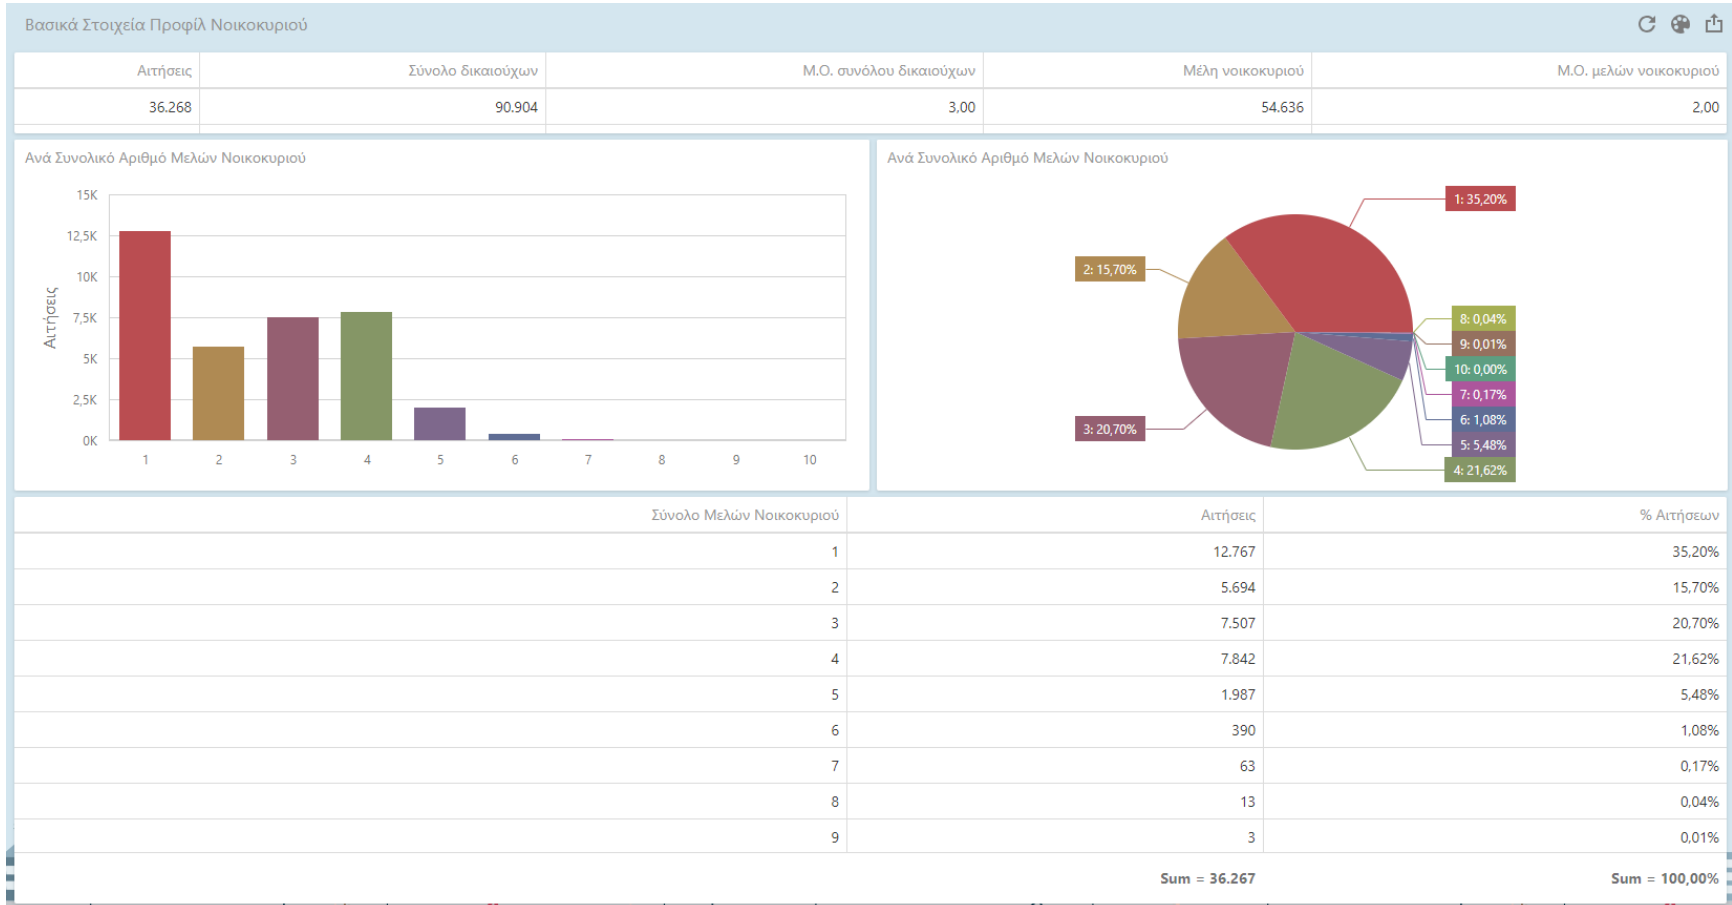 Βασικά Στοιχεία Προφίλ Νοικοκυριού
Αιτήσεις Σύνολο δικαιούχων Μ.Ο. συνόλου δικαιούχων Μέλη νοικοκυριού Μ.Ο. μελών νοικοκυριού
36.268 90.904 3,00 54.636 2,00
Ανά Συνολικό Αριθμό Μελών Νοικοκυριού
15K
12,5K
10K
7,5K
5K
2,5K
0K
Αιτήσεις
1 2 3 4 5 6 7 8 9 10
Ανά Συνολικό Αριθμό Μελών Νοικοκυριού
1: 35,20%
2: 15,70%
8: 0,04%
9: 0,01%
10: 0,00%
7: 0,17%
6: 1,08%
3: 20,70%
5: 5,48%
4: 21,62%
Σύνολο Μελών Νοικοκυριού Αιτήσεις % Αιτήσεων
1 12.767 35,20%
2 5.694 15,70%
3 7.507 20,70%
4 7.842 21,62%
5 1.987 5,48%
6 390 1,08%
7 63 0,17%
8 13 0,04%
9 3 0,01%
Sum = 36.267 Sum = 100,00%